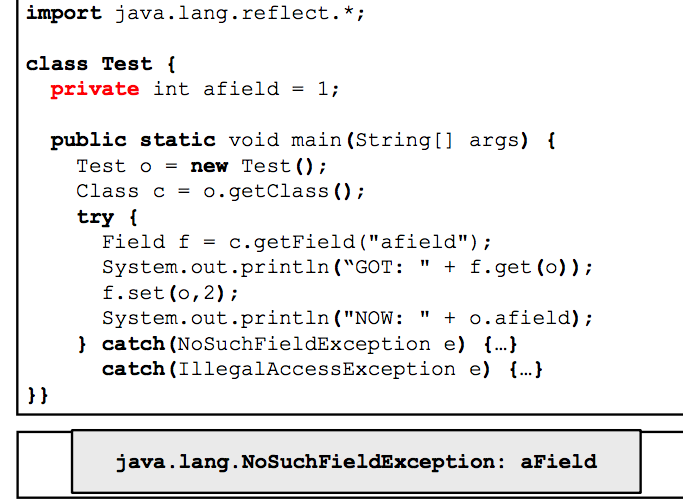 import java.lang.reflect.*;
class Test {
private int afield = 1;
public static void main(String[] args) {
Test o = new Test();
Class c = o.getClass();
try {
Field f = c.getField("afield");
System.out.println(“GOT: " + f.get(o));
f.set(o,2);
System.out.println("NOW: " + o.afield);
} catch(NoSuchFieldException e) {…}
catch(IllegalAccessException e) {…}
}}
java.lang.NoSuchFieldException: aField